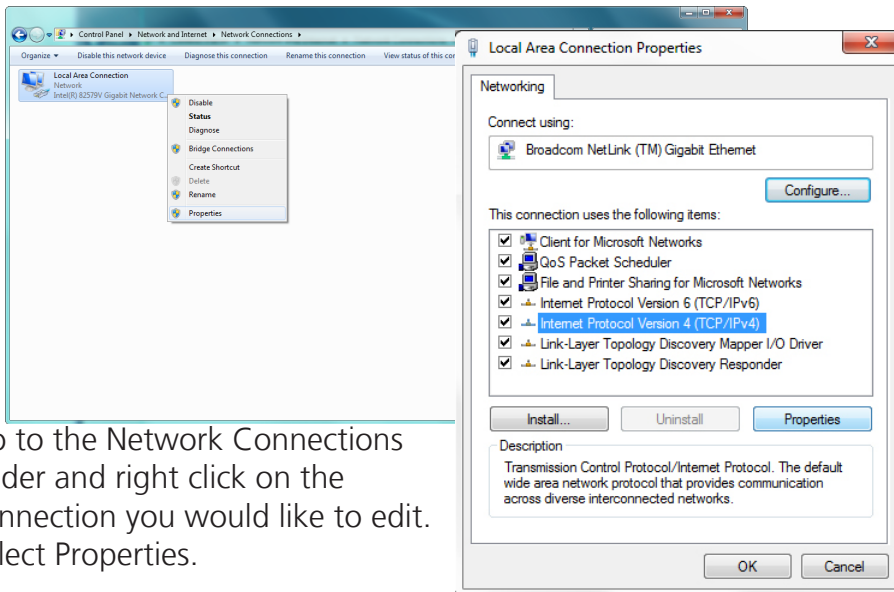 Control Panel ▸ Network and Internet ▸ Network Connections ▸
Organize ▾ Disable this network device Diagnose this connection Rename this connection View status of this con
Local Area Connection
Network
Intel(R) 82579V Gigabit Network C...
Disable
Status
Diagnose
Bridge Connections
Create Shortcut
Delete
Rename
Properties
o to the Network Connections
lder and right click on the
nnection you would like to edit.
lect Properties.
Local Area Connection Properties
Networking
Connect using:
Broadcom NetLink (TM) Gigabit Ethernet
Configure...
This connection uses the following items:
Client for Microsoft Networks
QoS Packet Scheduler
File and Printer Sharing for Microsoft Networks
Internet Protocol Version 6 (TCP/IPv6)
Internet Protocol Version 4 (TCP/IPv4)
Link-Layer Topology Discovery Mapper I/O Driver
Link-Layer Topology Discovery Responder
Install... Uninstall Properties
Description
Transmission Control Protocol/Internet Protocol. The default
wide area network protocol that provides communication
across diverse interconnected networks.
OK Cancel